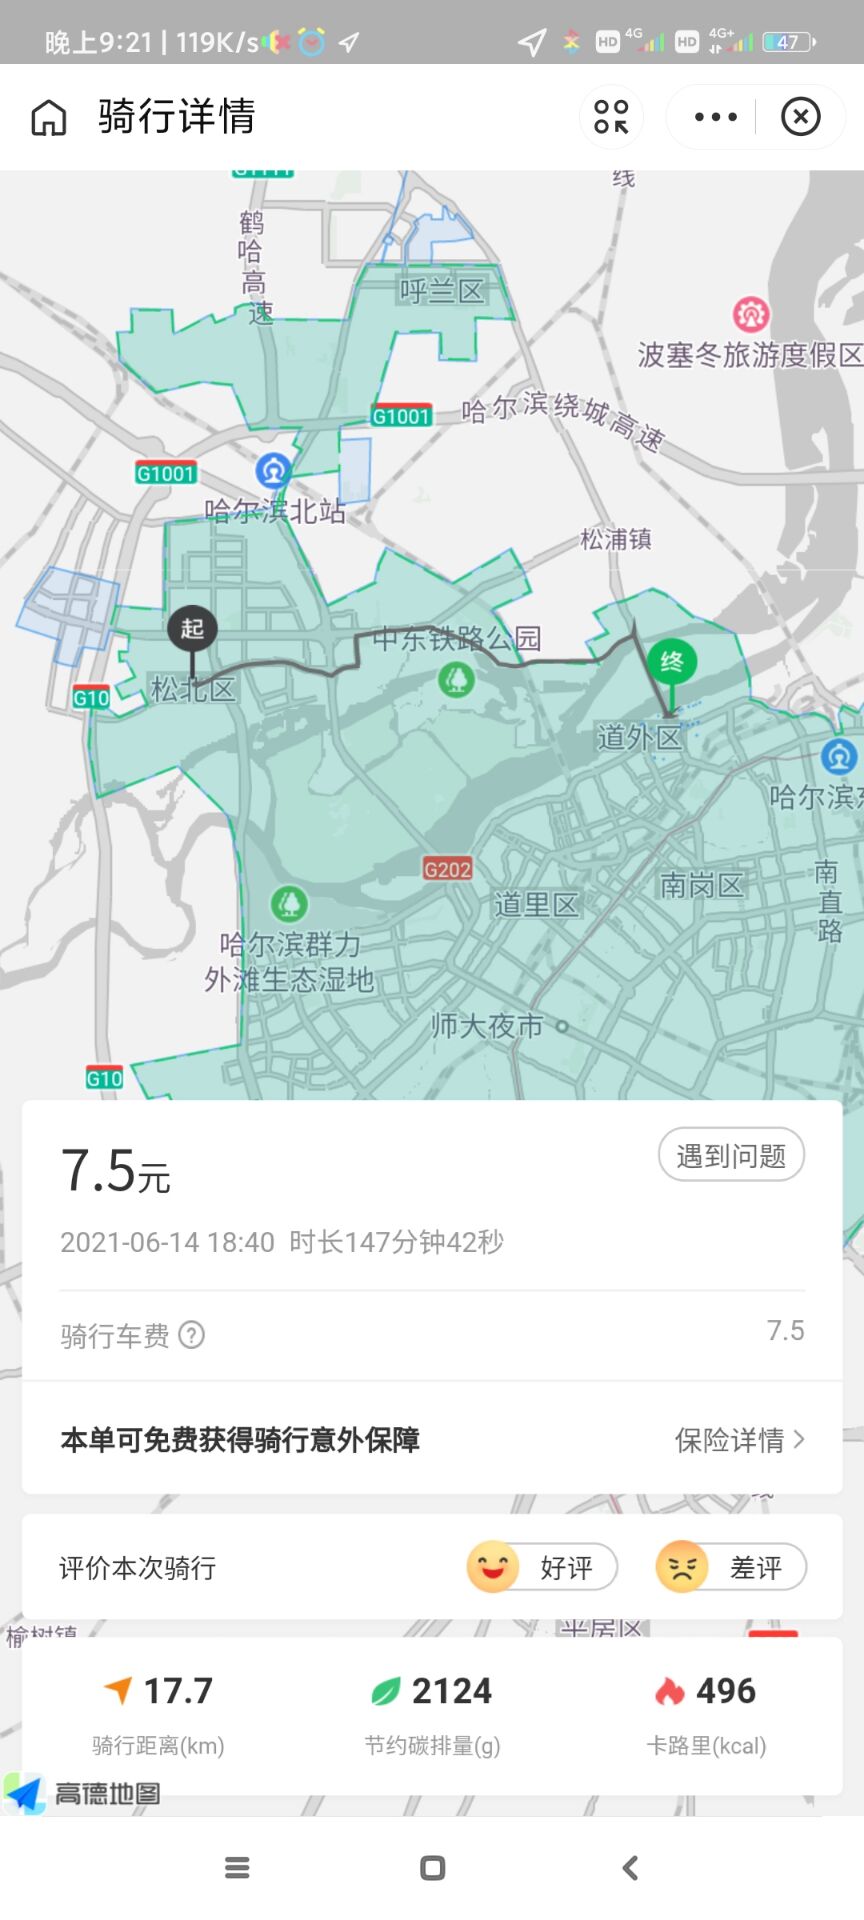 晚上9:21 | 119K/s
HD 4G HD 4G+ 47
骑行详情
线
鹤哈高速
呼兰区
波塞冬旅游度假区
G1001
哈尔滨绕城高速
G1001
哈尔滨北站
松浦镇
起
中东铁路公园
终
G10
松北区
道外区
哈尔滨东
G202
南岗区
南直路
道里区
哈尔滨群力
外滩生态湿地
师大夜市
G10
7.5元
遇到问题
2021-06-14 18:40 时长147分钟42秒
骑行车费 ?
7.5
本单可免费获得骑行意外保障
保险详情 >
评价本次骑行
好评
差评
榆树镇
平房区
17.7
2124
496
骑行距离(km)
节约碳排量(g)
卡路里(kcal)
高德地图